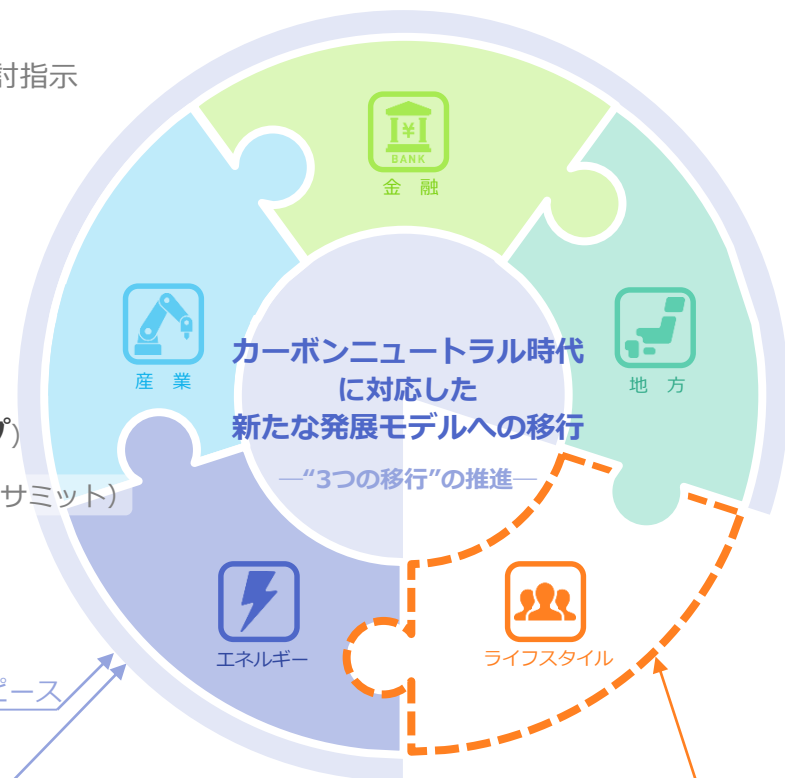 討指示
¥
BANK
金 融
産 業
地 方
カーボンニュートラル時代
に対応した
新たな発展モデルへの移行
―“3つの移行”の推進―
プ）
サミット）
エネルギー
ライフスタイル
ピース